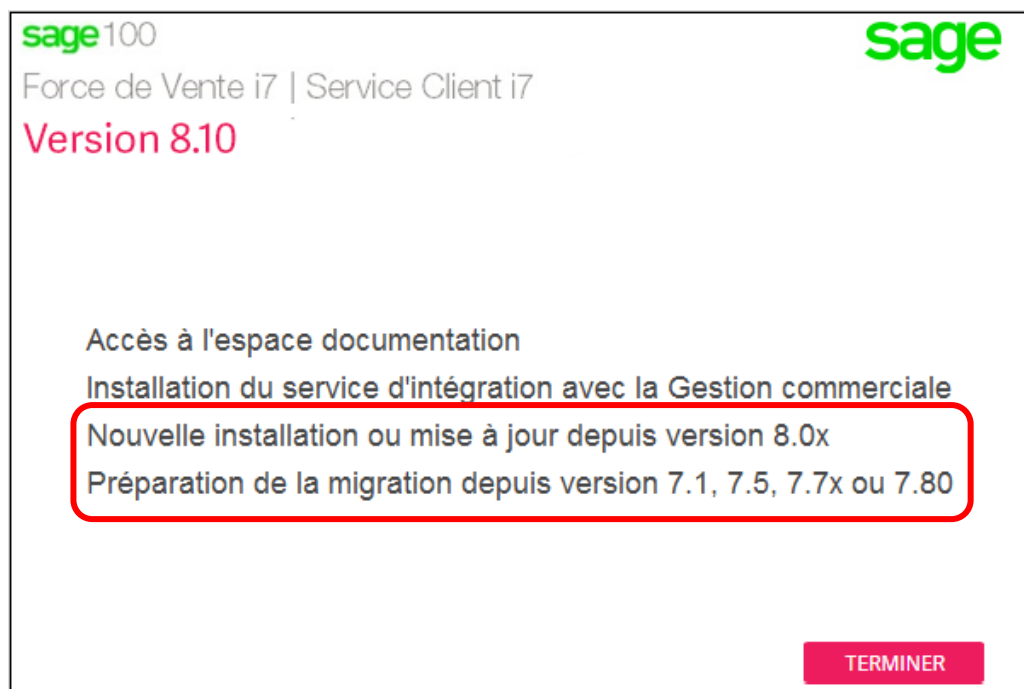 sage100
sage
Force de Vente i7 | Service Client i7
Version 8.10
Accès à l'espace documentation
Installation du service d'intégration avec la Gestion commerciale
Nouvelle installation ou mise à jour depuis version 8.0x
Préparation de la migration depuis version 7.1, 7.5, 7.7x ou 7.80
TERMINER